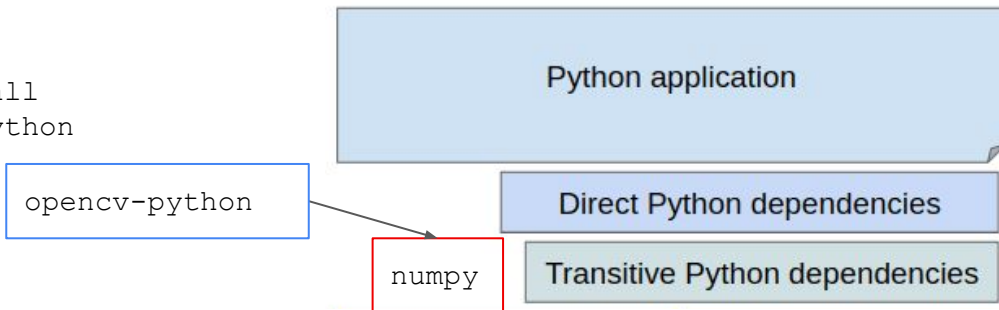 Python application
opencv-python
Direct Python dependencies
numpy
Transitive Python dependencies